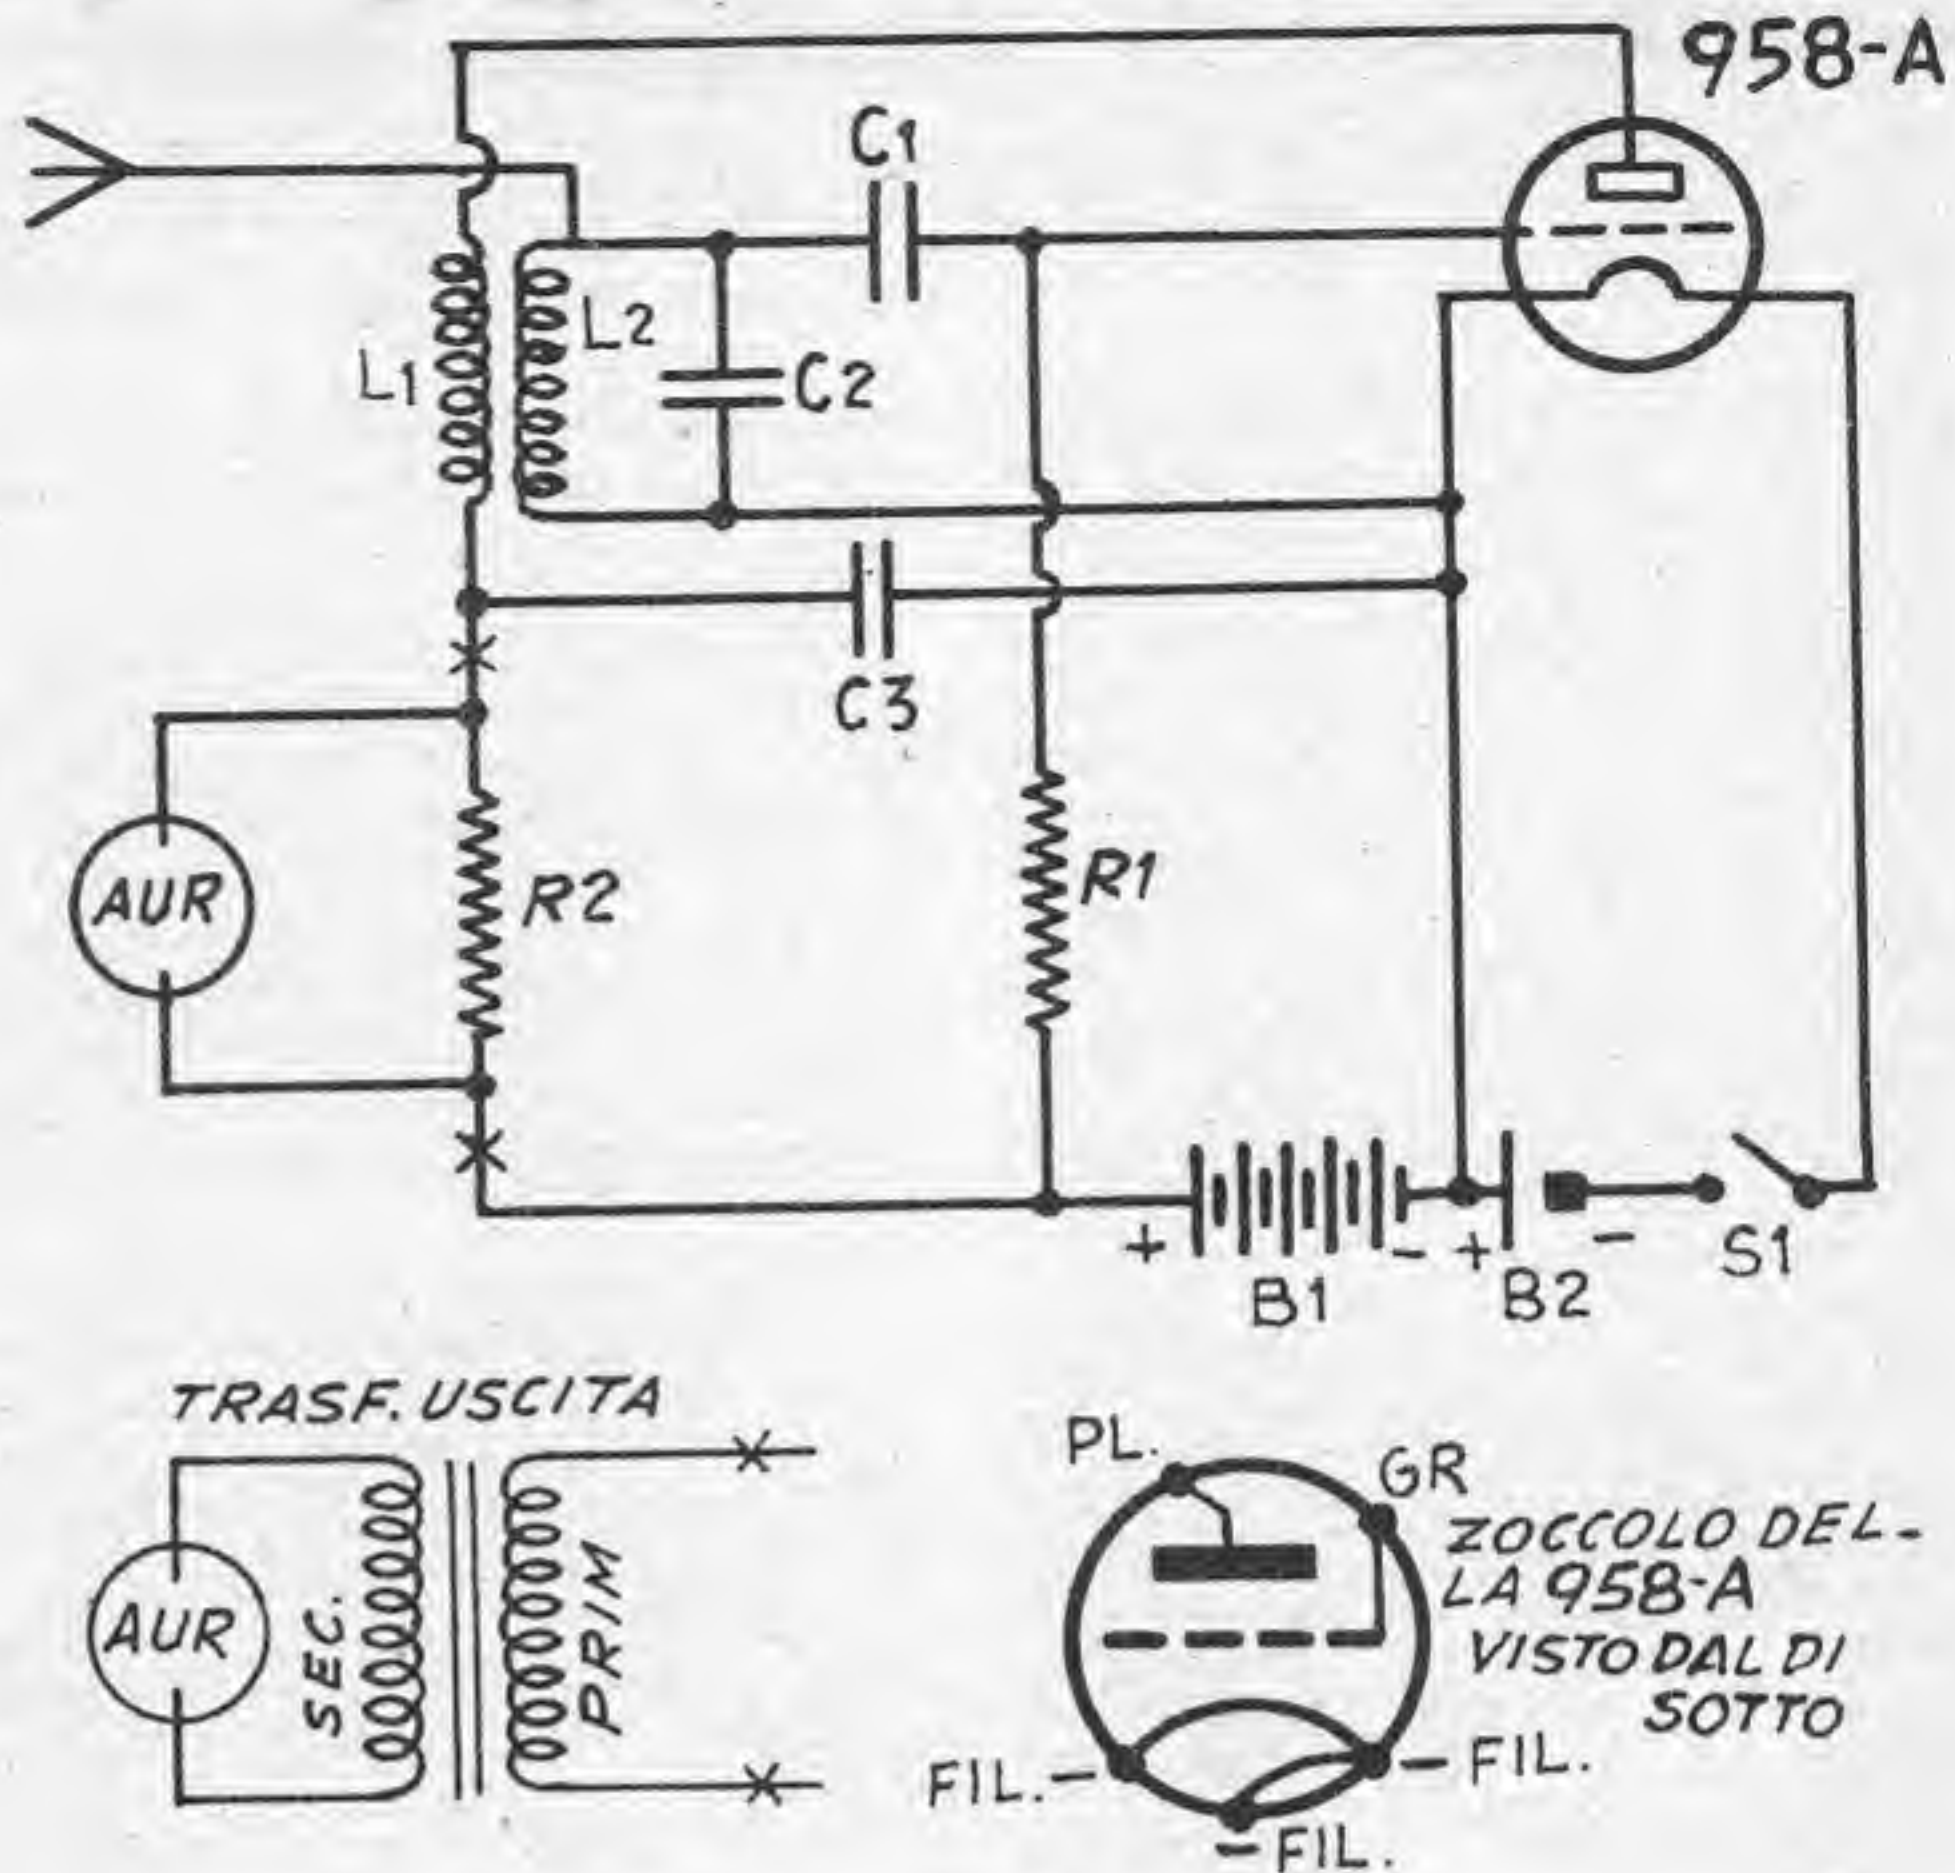 958-A
C1
L2
L1
C2
C3
AUR
R2
R1
+ - + -
B1
B2
S1
TRASF. USCITA
AUR
SEC.
PRIM
PL.
GR
ZOCCOLO DEL-
LA 958-A
VISTO DAL DI
SOTTO
FIL. -
- FIL.
- FIL.